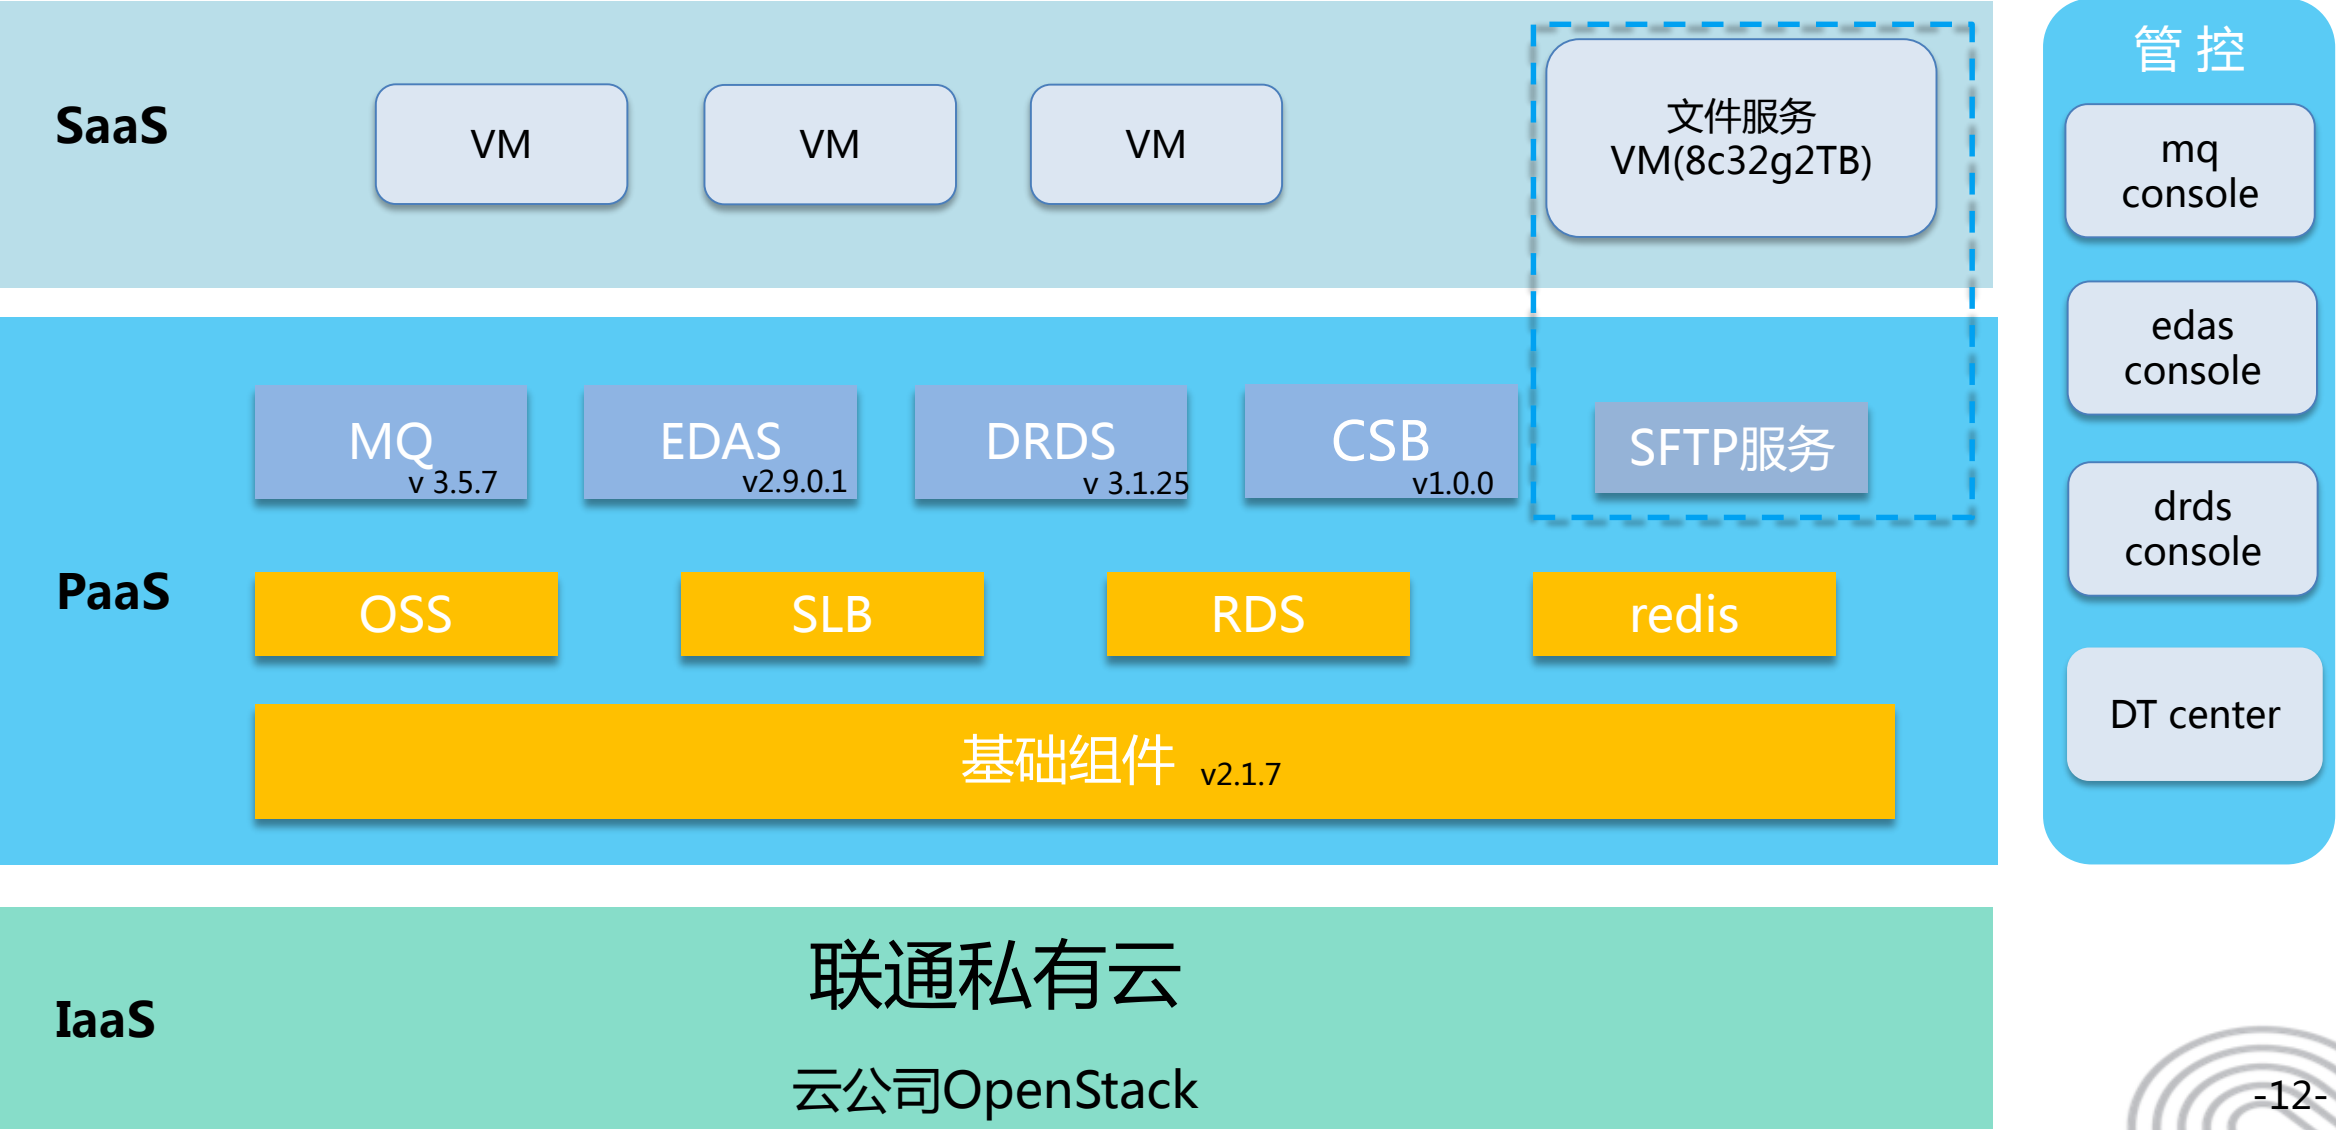 SaaS
VM
VM
VM
文件服务
VM(8c32g2TB)
PaaS
MQ
v 3.5.7
EDAS
v2.9.0.1
DRDS
v 3.1.25
CSB
v1.0.0
SFTP服务
OSS
SLB
RDS
redis
基础组件 v2.1.7
IaaS
联通私有云
云公司OpenStack
管 控
mq
console
edas
console
drds
console
DT center
-12-